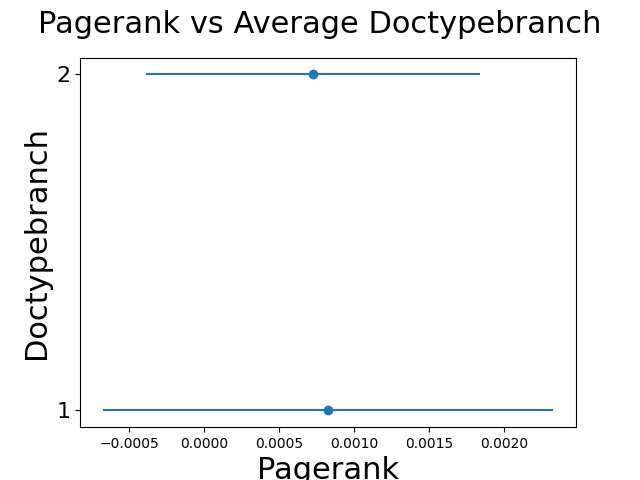 Pagerank vs Average Doctypebranch
2
Doctypebranch
1
−0.0005 0.0000 0.0005 0.0010 0.0015 0.0020
Pagerank